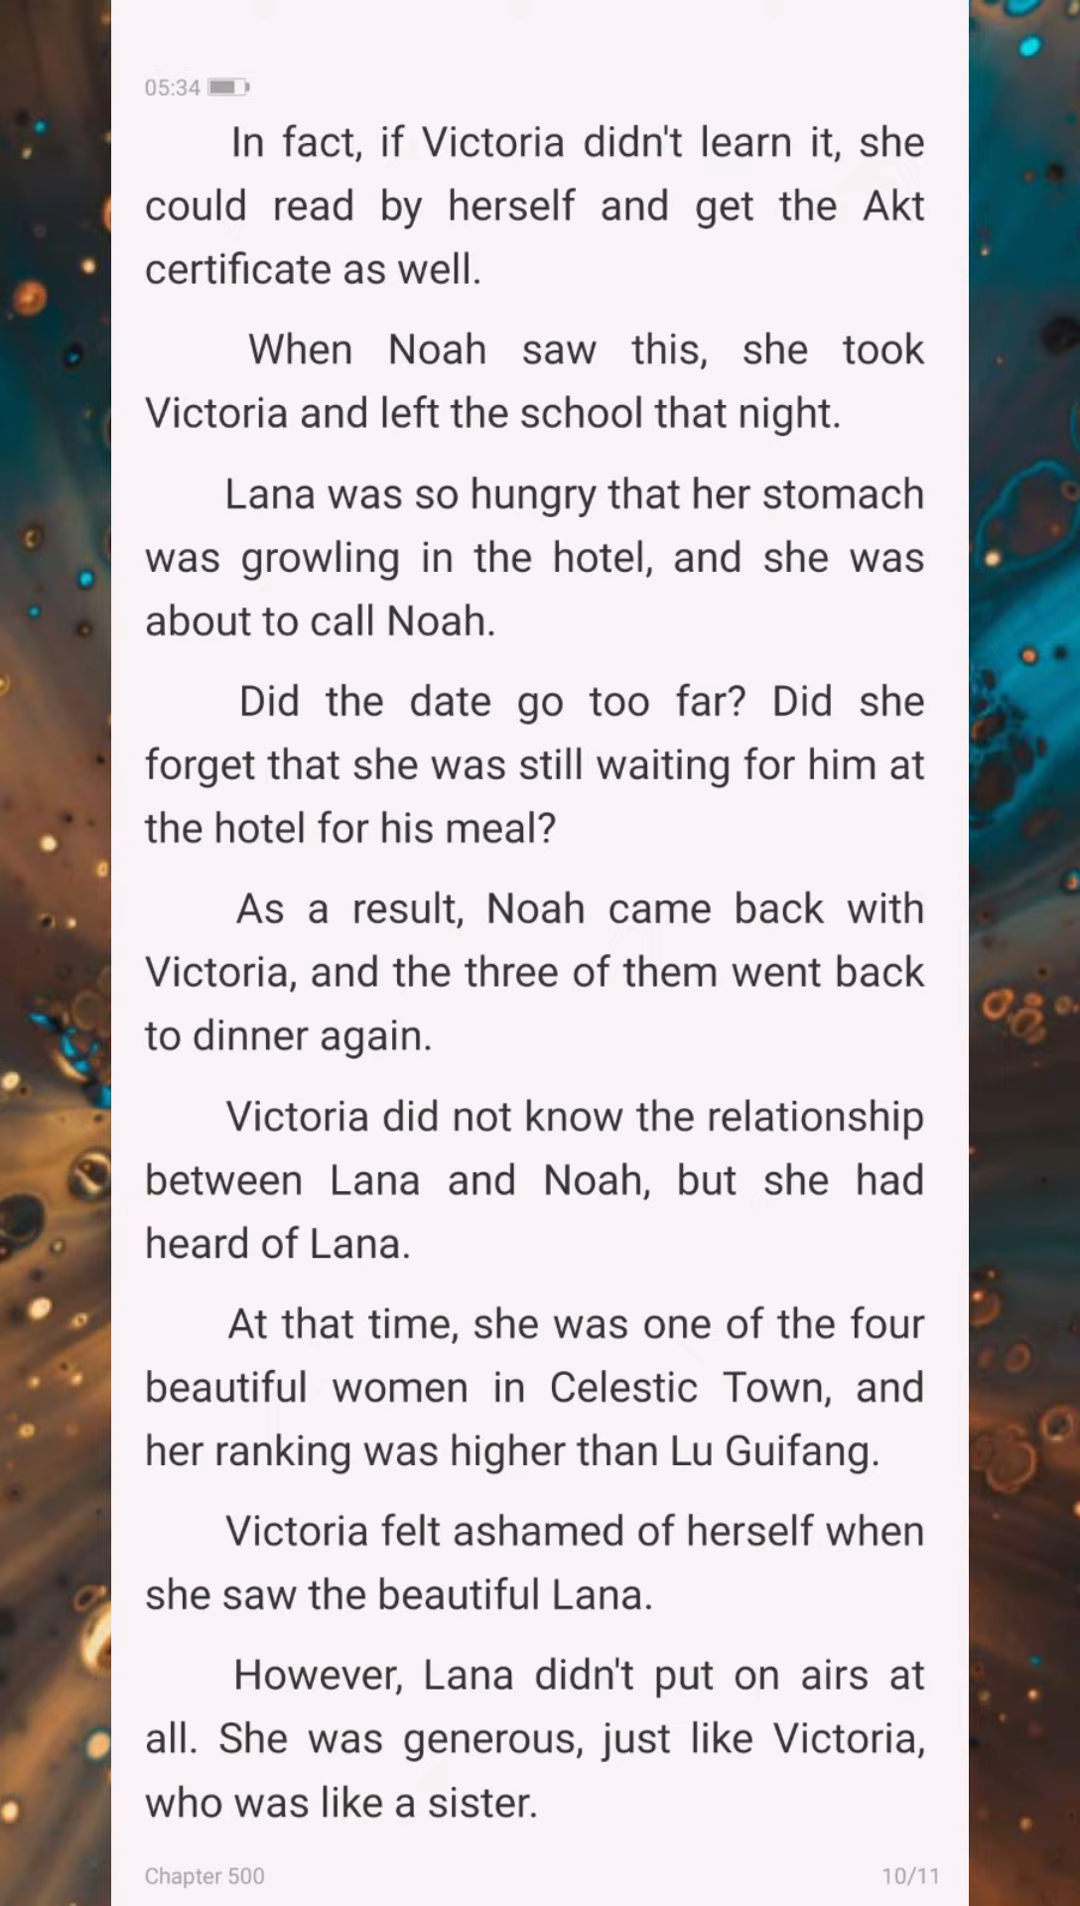 05:34
In fact, if Victoria didn't learn it, she
could read by herself and get the Akt
certificate as well.
When Noah saw this, she took
Victoria and left the school that night.
Lana was so hungry that her stomach
was growling in the hotel, and she was
about to call Noah.
Did the date go too far? Did she
forget that she was still waiting for him at
the hotel for his meal?
As a result, Noah came back with
Victoria, and the three of them went back
to dinner again.
Victoria did not know the relationship
between Lana and Noah, but she had
heard of Lana.
At that time, she was one of the four
beautiful women in Celestic Town, and
her ranking was higher than Lu Guifang.
Victoria felt ashamed of herself when
she saw the beautiful Lana.
However, Lana didn't put on airs at
all. She was generous, just like Victoria,
who was like a sister.
Chapter 500
10/11